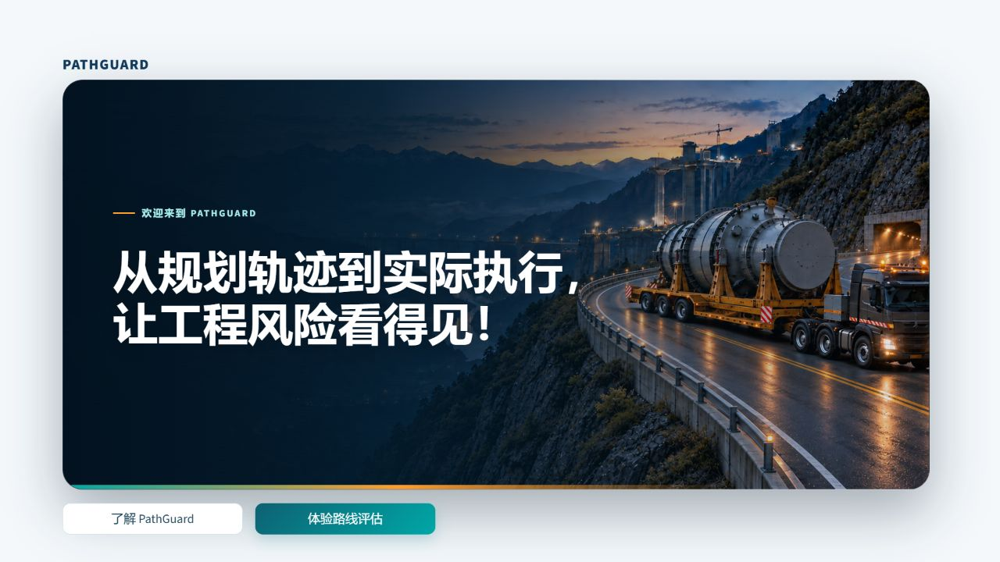 PATHGUARD
欢迎来到 PATHGUARD
从规划轨迹到实际执行，
让工程风险看得见！
了解 PathGuard
体验路线评估